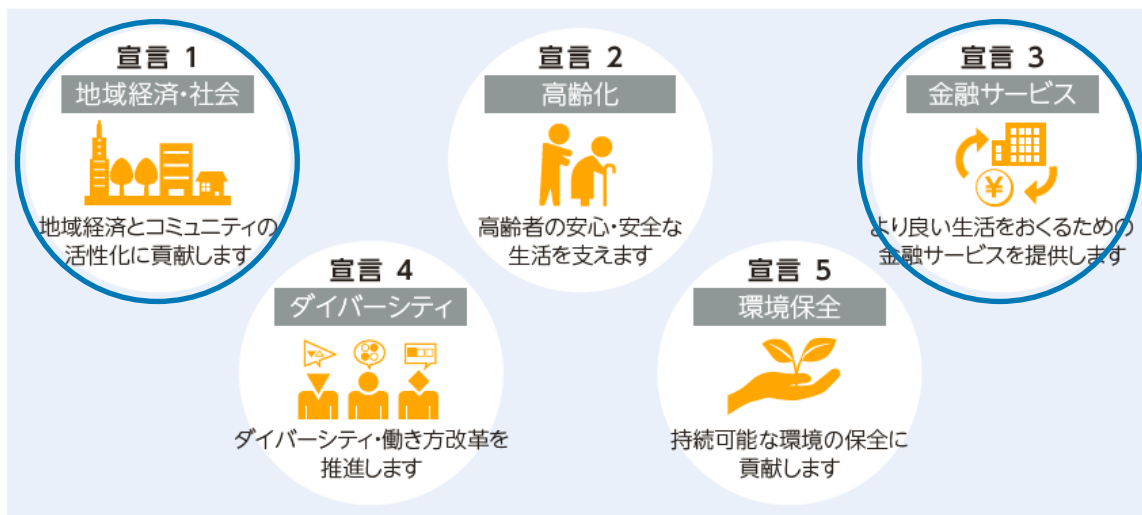 宣言 1
地域経済・社会
地域経済とコミュニティの
活性化に貢献します
宣言 2
高齢化
高齢者の安心・安全な
生活を支えます
宣言 3
金融サービス
¥
より良い生活をおくるための
金融サービスを提供します
宣言 4
ダイバーシティ
ダイバーシティ・働き方改革を
推進します
宣言 5
環境保全
持続可能な環境の保全に
貢献します